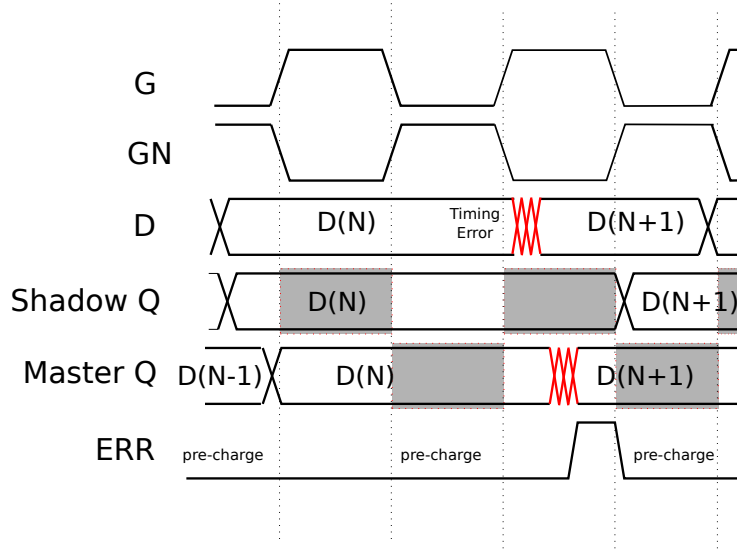 G
GN
D
D(N)
Timing
Error
D(N+1)
Shadow Q
D(N)
D(N+1)
Master Q
D(N-1)
D(N)
D(N+1)
ERR
pre-charge
pre-charge
pre-charge